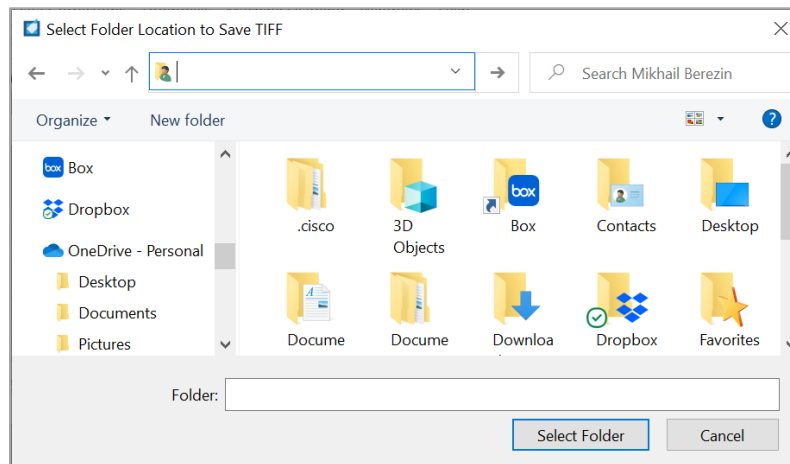 Select Folder Location to Save TIFF
Search Mikhail Berezin
Organize
New folder
Box
Dropbox
OneDrive - Personal
Desktop
Documents
Pictures
.cisco
3D
Objects
box
Box
Contacts
Desktop
Docume
Docume
Downloa
Dropbox
Favorites
Folder:
Select Folder
Cancel